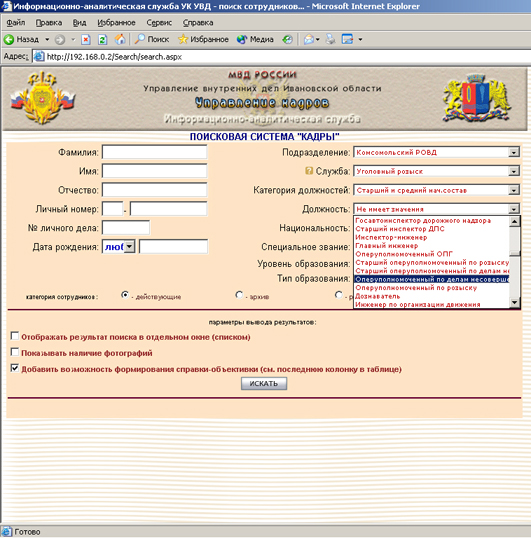 Информационно-аналитическая служба УК УВД - поиск сотрудников... - Microsoft Internet Explorer
Файл Правка Вид Избранное Сервис Справка
Назад Поиск Избранное Медиа
Адрес: http://192.168.0.2/Search/search.aspx
МВД РОССИИ
Управление внутренних дел Ивановской области
Управление кадров
Информационно-аналитическая служба
ПОИСКОВАЯ СИСТЕМА "КАДРЫ"
Фамилия: Подразделение: Комсомольский РОВД
Имя: ? Служба: Уголовный розыск
Отчество: Категория должностей: Старший и средний нач.состав
Личный номер: - Должность: Не имеет значения
Госавтоинспектор дорожного надзора
№ личного дела: Национальность: Старший инспектор ДПС
Инспектор-инженер
Дата рождения: люб Специальное звание: Главный инженер
Оперуполномоченный ОПГ
Уровень образования: Старший оперуполномоченный по розыску
Старший оперуполномоченный по делам не
Тип образования: Оперуполномоченный по делам несоверше
Оперуполномоченный по розыску
категория сотрудников: - действующие - архив - р Дознаватель
Инженер по организации движения
параметры вывода результатов:
Отображать результат поиска в отдельном окне (списком)
Показывать наличие фотографий
Добавить возможность формирования справки-объективки (см. последнюю колонку в таблице)
ИСКАТЬ
Готово